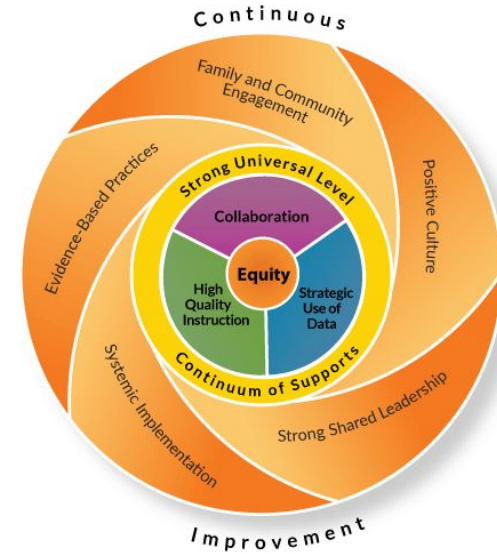 Continuous
Family and Community
Engagement
Positive Culture
Evidence-Based Practices
Strong Universal Level
Collaboration
Equity
High
Quality
Instruction
Strategic
Use of
Data
Continuum of Supports
Systemic Implementation
Strong Shared Leadership
Improvement